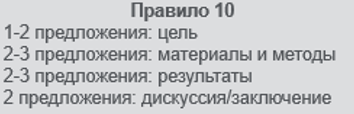 Правило 10
1-2 предложения: цель
2-3 предложения: материалы и методы
2-3 предложения: результаты
2 предложения: дискуссия/заключение